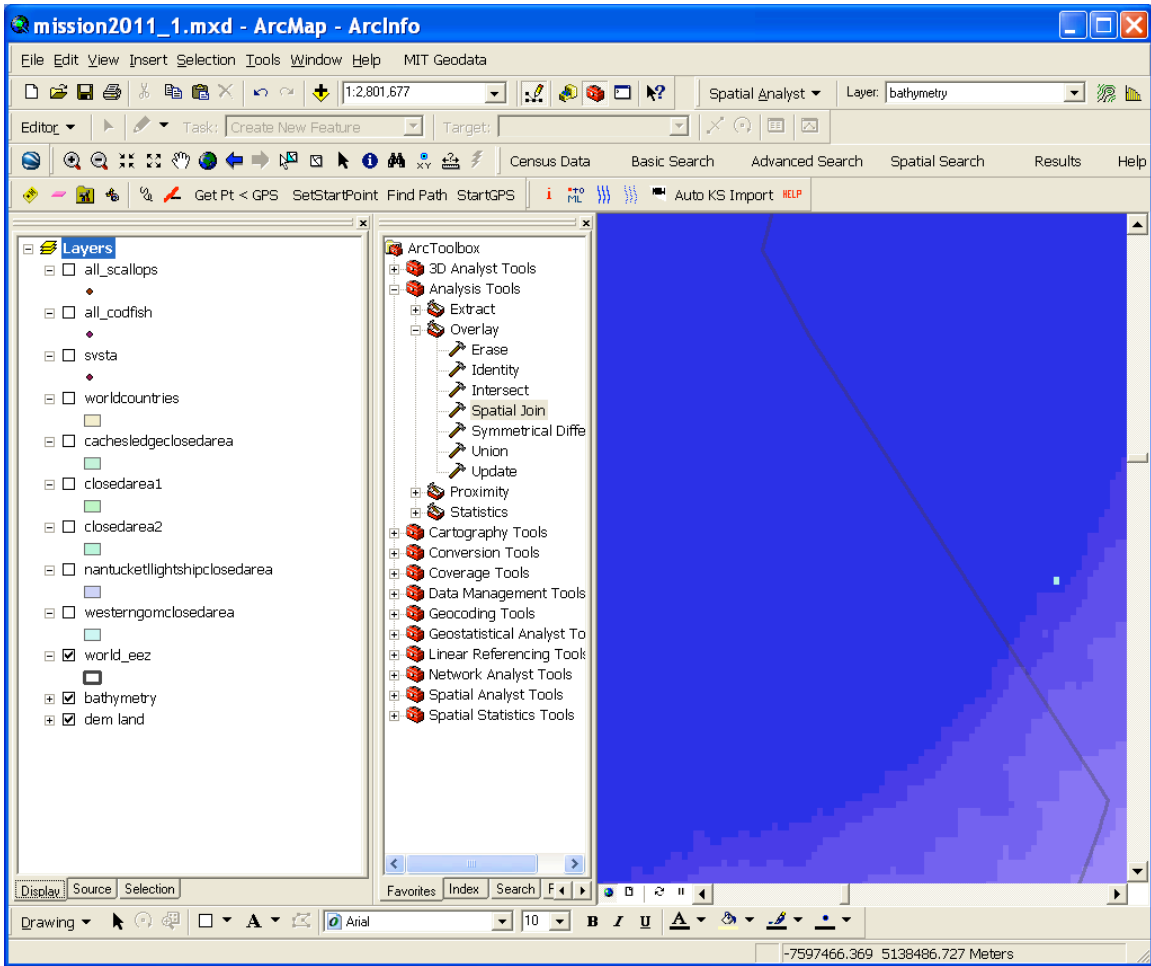 mission2011_1.mxd - ArcMap - ArcInfo
File Edit View Insert Selection Tools Window Help MIT Geodata
1:2,801,677 Spatial Analyst Layer: bathymetry
Editor Task: Create New Feature Target:
Census Data Basic Search Advanced Search Spatial Search Results Help
Get Pt < GPS SetStartPoint Find Path StartGPS Auto KS Import HELP
Layers
all_scallops
all_codfish
svsta
worldcountries
cachesledgeclosedarea
closedarea1
closedarea2
nantucketllightshipclosedarea
westerngomclosedarea
world_eez
bathymetry
dem land
Display Source Selection
ArcToolbox
3D Analyst Tools
Analysis Tools
Extract
Overlay
Erase
Identity
Intersect
Spatial Join
Symmetrical Diffe
Union
Update
Proximity
Statistics
Cartography Tools
Conversion Tools
Coverage Tools
Data Management Tools
Geocoding Tools
Geostatistical Analyst To
Linear Referencing Tools
Network Analyst Tools
Spatial Analyst Tools
Spatial Statistics Tools
Favorites Index Search F
Drawing A Arial 10 B I U A
-7597466.369 5138486.727 Meters